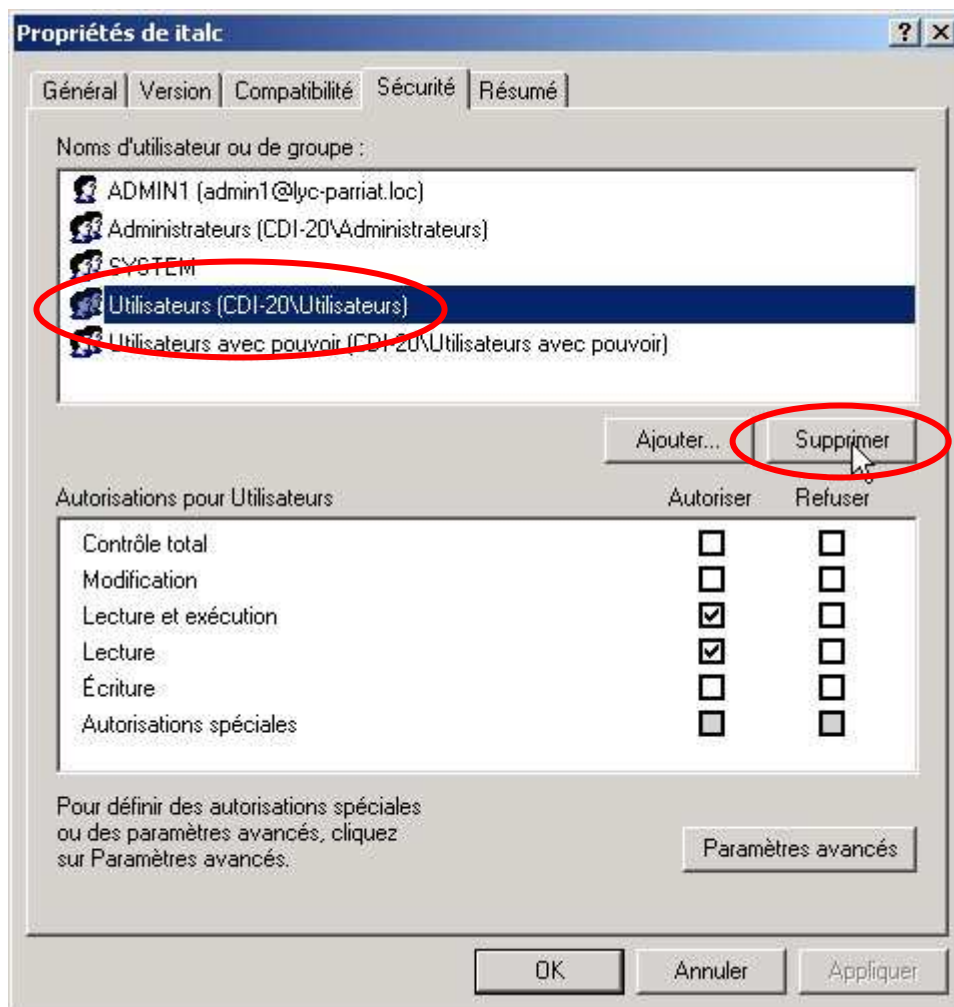 Propriétés de italc
Général Version Compatibilité Sécurité Résumé
Noms d'utilisateur ou de groupe :
ADMIN1 (admin1@lyc-parriat.loc)
Administrateurs (CDI-20\Administrateurs)
SYSTEM
Utilisateurs (CDI-20\Utilisateurs)
Utilisateurs avec pouvoir (CDI-20\Utilisateurs avec pouvoir)
Ajouter... Supprimer
Autorisations pour Utilisateurs Autoriser Refuser
Contrôle total
Modification
Lecture et exécution
Lecture
Écriture
Autorisations spéciales
Pour définir des autorisations spéciales
ou des paramètres avancés, cliquez
sur Paramètres avancés.
Paramètres avancés
OK Annuler Appliquer